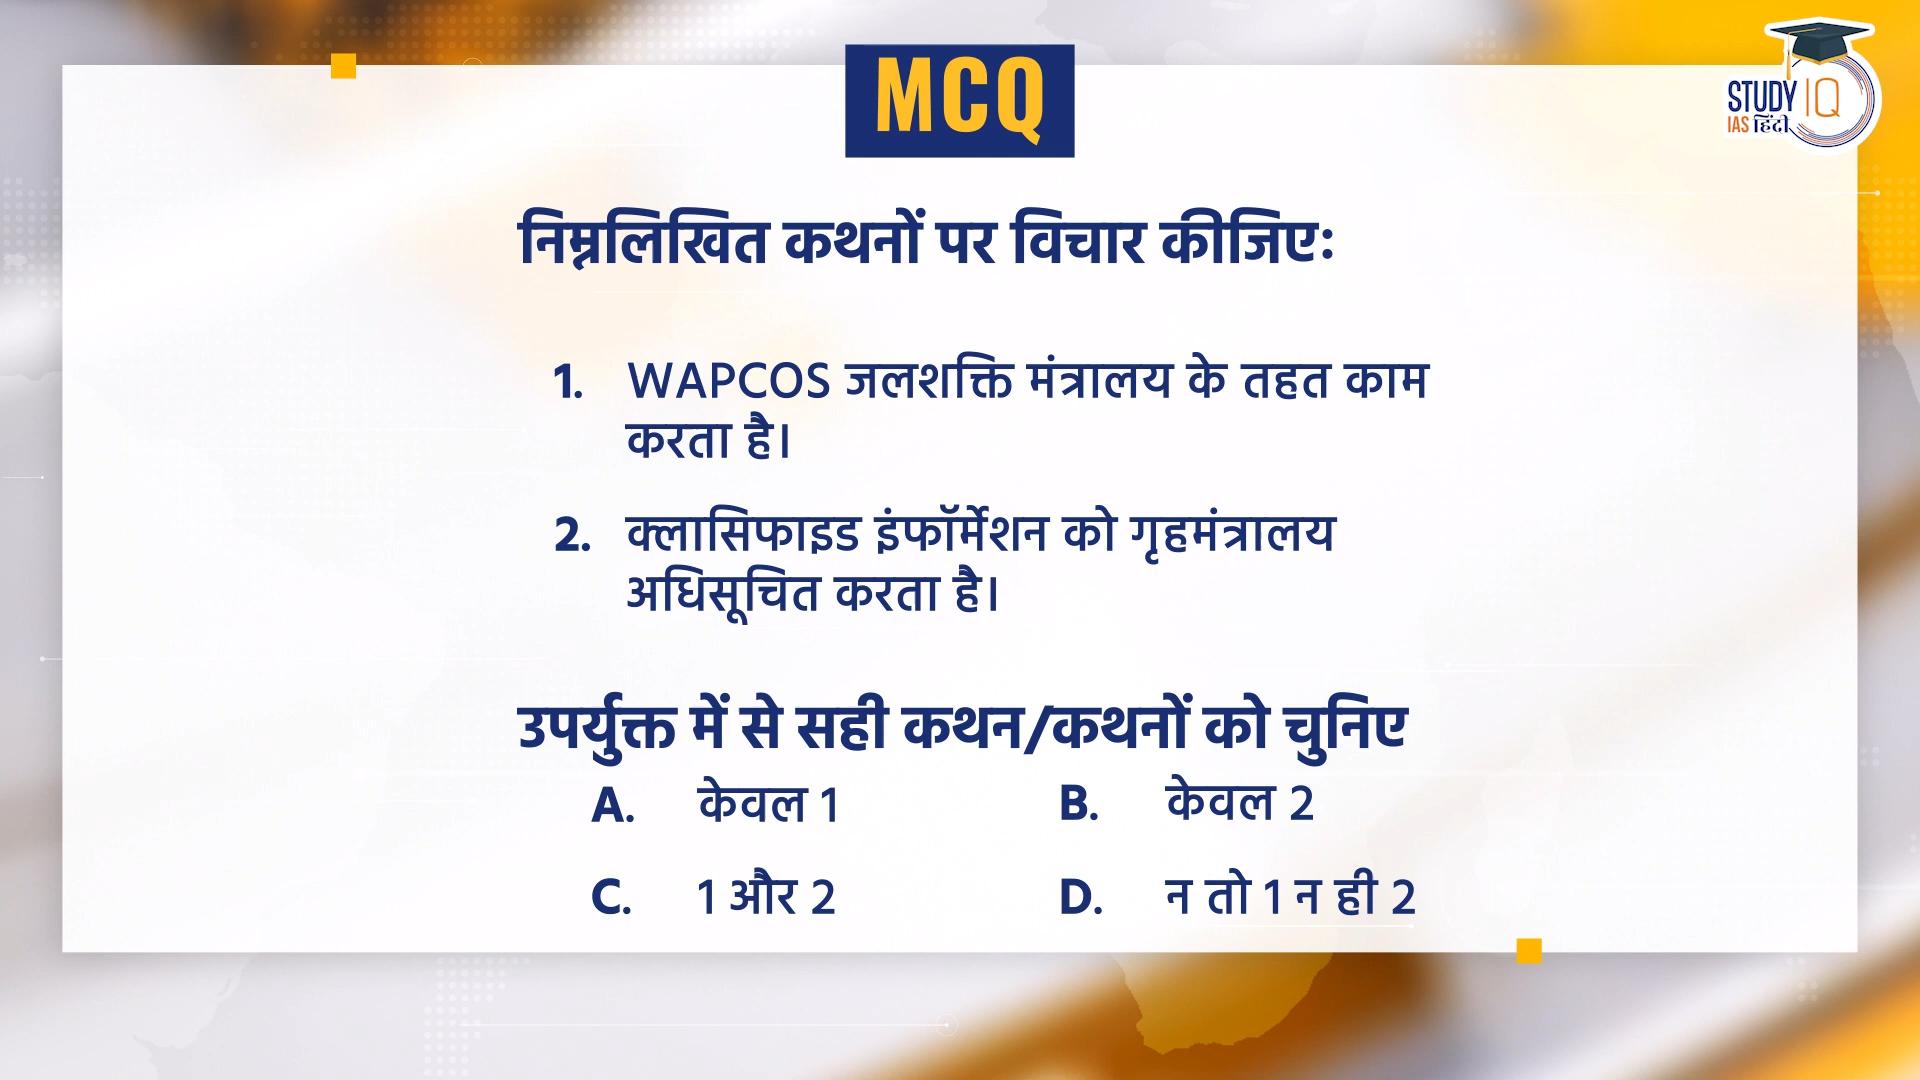 MCQ
STUDY IQ
IAS हिंदी
निम्नलिखित कथनों पर विचार कीजिए:
1. WAPCOS जलशक्ति मंत्रालय के तहत काम
करता है।
2. क्लासिफाइड इंफॉर्मेशन को गृहमंत्रालय
अधिसूचित करता है।
उपर्युक्त में से सही कथन/कथनों को चुनिए
A. केवल 1 B. केवल 2
C. 1 और 2 D. न तो 1 न ही 2